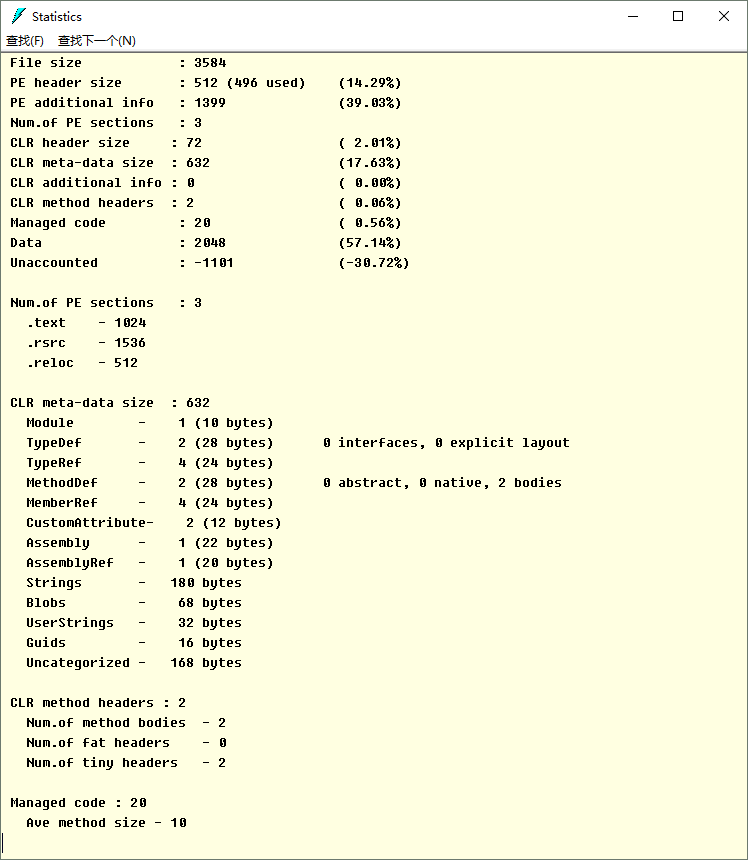 Statistics
查找(F) 查找下一个(N)
File size : 3584
PE header size : 512 (496 used) (14.29%)
PE additional info : 1399 (39.03%)
Num.of PE sections : 3
CLR header size : 72 ( 2.01%)
CLR meta-data size : 632 (17.63%)
CLR additional info : 0 ( 0.00%)
CLR method headers : 2 ( 0.06%)
Managed code : 20 ( 0.56%)
Data : 2048 (57.14%)
Unaccounted : -1101 (-30.72%)
Num.of PE sections : 3
.text - 1024
.rsrc - 1536
.reloc - 512
CLR meta-data size : 632
Module - 1 (10 bytes)
TypeDef - 2 (28 bytes) 0 interfaces, 0 explicit layout
TypeRef - 4 (24 bytes)
MethodDef - 2 (28 bytes) 0 abstract, 0 native, 2 bodies
MemberRef - 4 (24 bytes)
CustomAttribute- 2 (12 bytes)
Assembly - 1 (22 bytes)
AssemblyRef - 1 (20 bytes)
Strings - 180 bytes
Blobs - 68 bytes
UserStrings - 32 bytes
Guids - 16 bytes
Uncategorized - 168 bytes
CLR method headers : 2
Num.of method bodies - 2
Num.of fat headers - 0
Num.of tiny headers - 2
Managed code : 20
Ave method size - 10